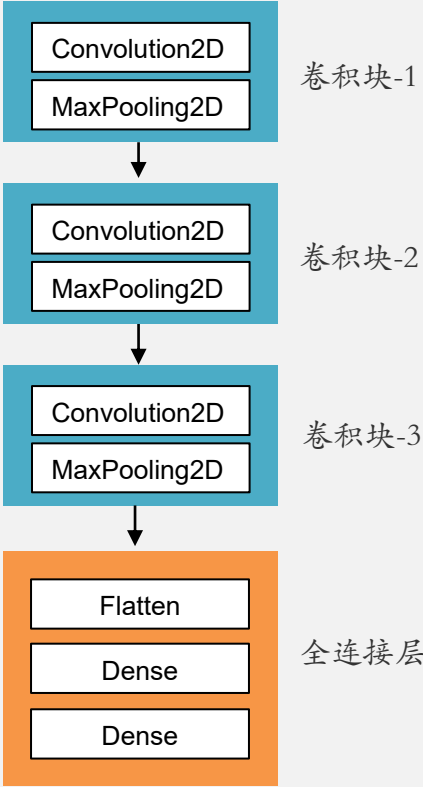 Convolution2D
MaxPooling2D
卷积块-1
Convolution2D
MaxPooling2D
卷积块-2
Convolution2D
MaxPooling2D
卷积块-3
Flatten
Dense
Dense
全连接层